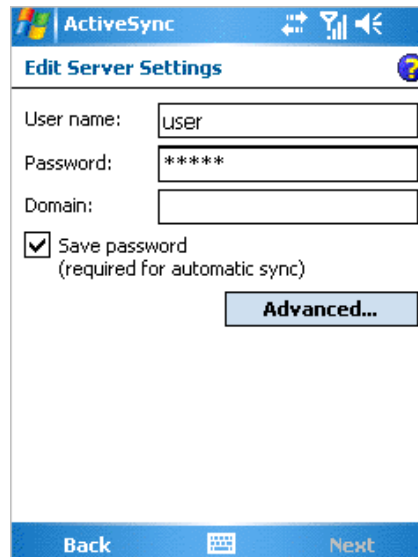 ActiveSync
Edit Server Settings
?
User name: user
Password: *****
Domain:
Save password
(required for automatic sync)
Advanced...
Back Next